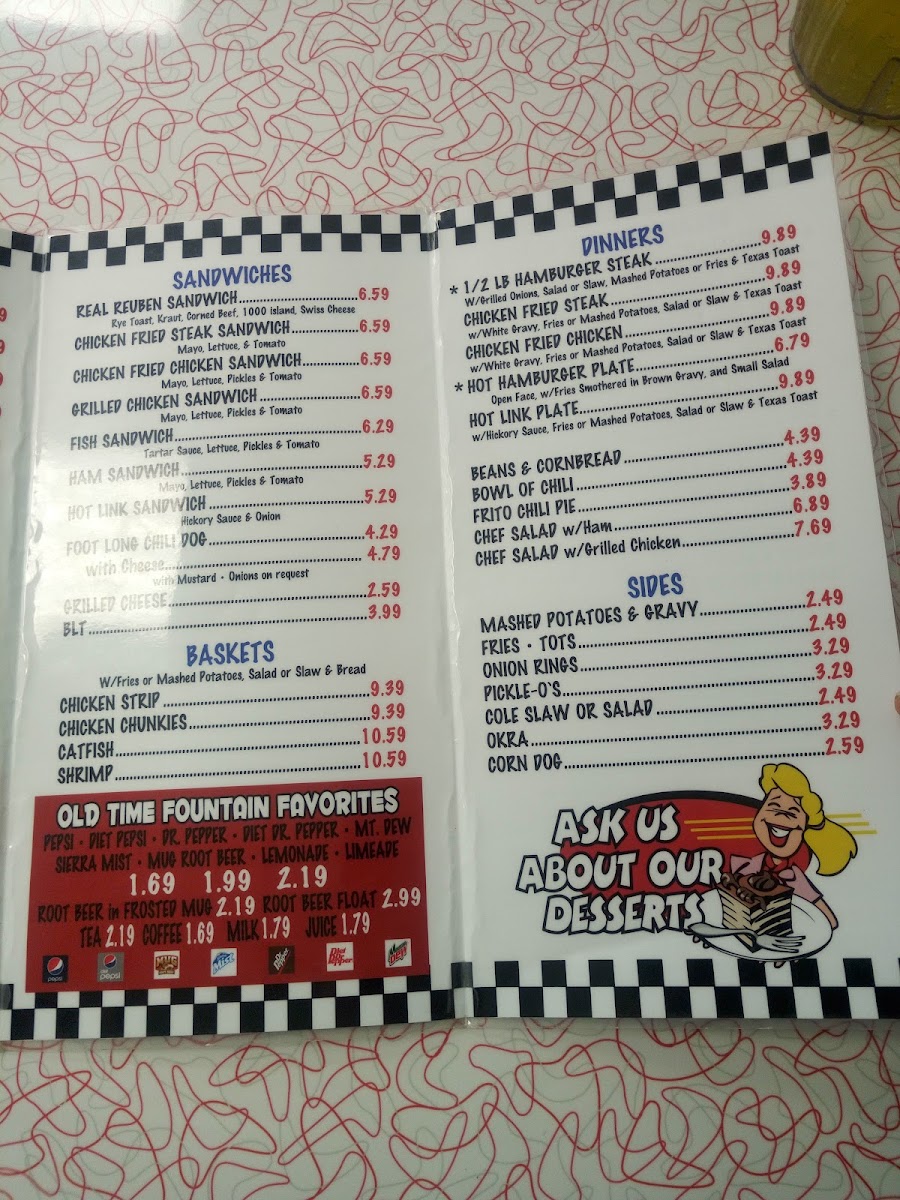 SANDWICHES
REAL REUBEN SANDWICH 6.59
Rye Toast, Kraut, Corned Beef, 1000 Island, Swiss Cheese
CHICKEN FRIED STEAK SANDWICH 6.59
Mayo, Lettuce, & Tomato
CHICKEN FRIED CHICKEN SANDWICH 6.59
Mayo, Lettuce, Pickles & Tomato
GRILLED CHICKEN SANDWICH 6.59
Mayo, Lettuce, Pickles & Tomato
FISH SANDWICH 6.29
Tartar Sauce, Lettuce, Pickles & Tomato
HAM SANDWICH 5.29
Mayo, Lettuce, Pickles & Tomato
HOT LINK SANDWICH 5.29
Hickory Sauce & Onion
FOOT LONG CHILI DOG 4.29
with Cheese 4.79
with Mustard • Onions on request
GRILLED CHEESE 2.59
BLT 3.99
BASKETS
W/Fries or Mashed Potatoes, Salad or Slaw & Bread
CHICKEN STRIP 9.39
CHICKEN CHUNKIES 9.39
CATFISH 10.59
SHRIMP 10.59
OLD TIME FOUNTAIN FAVORITES
PEPSI • DIET PEPSI • DR. PEPPER • DIET DR. PEPPER • MT. DEW
SIERRA MIST • MUG ROOT BEER • LEMONADE • LIMEADE
1.69 1.99 2.19
ROOT BEER in FROSTED MUG 2.19 ROOT BEER FLOAT 2.99
TEA 2.19 COFFEE 1.69 MILK 1.79 JUICE 1.79
DINNERS
* 1/2 LB HAMBURGER STEAK 9.89
W/Grilled Onions, Salad or Slaw, Mashed Potatoes or Fries & Texas Toast
CHICKEN FRIED STEAK 9.89
w/White Gravy, Fries or Mashed Potatoes, Salad or Slaw & Texas Toast
CHICKEN FRIED CHICKEN 9.89
w/White Gravy, Fries or Mashed Potatoes, Salad or Slaw & Texas Toast
* HOT HAMBURGER PLATE 6.79
Open Face, w/Fries Smothered in Brown Gravy, and Small Salad
HOT LINK PLATE 9.89
w/Hickory Sauce, Fries or Mashed Potatoes, Salad or Slaw & Texas Toast
BEANS & CORNBREAD 4.39
BOWL OF CHILI 4.39
FRITO CHILI PIE 3.89
CHEF SALAD w/Ham 6.89
CHEF SALAD w/Grilled Chicken 7.69
SIDES
MASHED POTATOES & GRAVY 2.49
FRIES • TOTS 2.49
ONION RINGS 3.29
PICKLE-O'S 3.29
COLE SLAW OR SALAD 2.49
OKRA 3.29
CORN DOG 2.59
ASK US
ABOUT OUR
DESSERTS